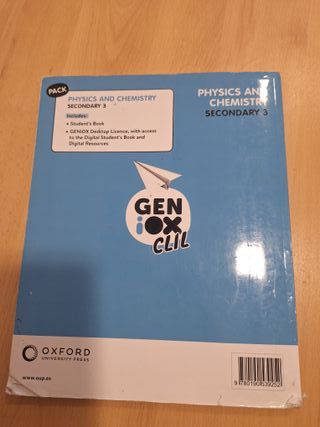 PACK
PHYSICS AND CHEMISTRY
SECONDARY 3
Includes:
• Student's Book
• GENiOX Desktop Licence, with access
to the Digital Student's Book and
Digital Resources
PHYSICS AND
CHEMISTRY
SECONDARY 3
GEN
iOX
CLIL
OXFORD
UNIVERSITY PRESS
www.oup.es
9780190539252